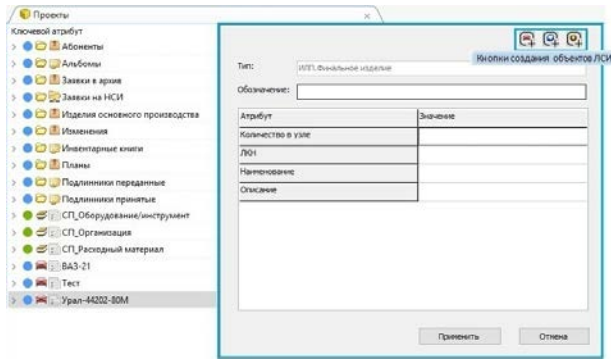 Проекты
Ключевой атрибут
Абоненты
Альбомы
Заявки в архив
Заявки на НСИ
Изделия основного производства
Изменения
Инвентарные книги
Планы
Подлинники переданные
Подлинники принятые
СП_Оборудование/инструмент
СП_Организация
СП_Расходный материал
ВАЗ-21
Тест
Урал-44202-80М
Кнопки создания объектов ЛСИ
Тип: ИЛП.Финальное изделие
Обозначение:
Атрибут Значение
Количество в узле
ЛКН
Наименование
Описание
Применить Отмена